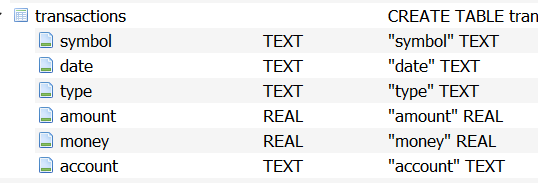 transactions CREATE TABLE tran
symbol TEXT "symbol" TEXT
date TEXT "date" TEXT
type TEXT "type" TEXT
amount REAL "amount" REAL
money REAL "money" REAL
account TEXT "account" TEXT